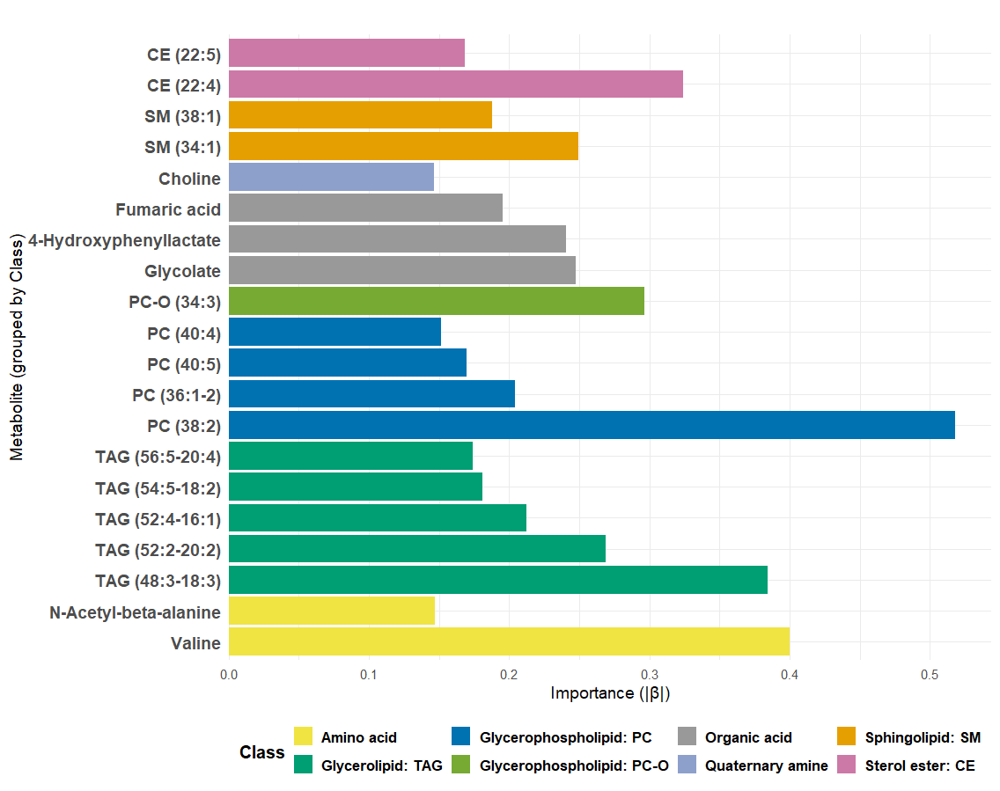 CE (22:5)
CE (22:4)
SM (38:1)
SM (34:1)
Choline
Fumaric acid
4-Hydroxyphenyllactate
Glycolate
PC-O (34:3)
PC (40:4)
PC (40:5)
PC (36:1-2)
PC (38:2)
TAG (56:5-20:4)
TAG (54:5-18:2)
TAG (52:4-16:1)
TAG (52:2-20:2)
TAG (48:3-18:3)
N-Acetyl-beta-alanine
Valine
Metabolite (grouped by Class)
0.0 0.1 0.2 0.3 0.4 0.5
Importance (|β|)
Class
Amino acid Glycerophospholipid: PC Organic acid Sphingolipid: SM
Glycerolipid: TAG Glycerophospholipid: PC-O Quaternary amine Sterol ester: CE